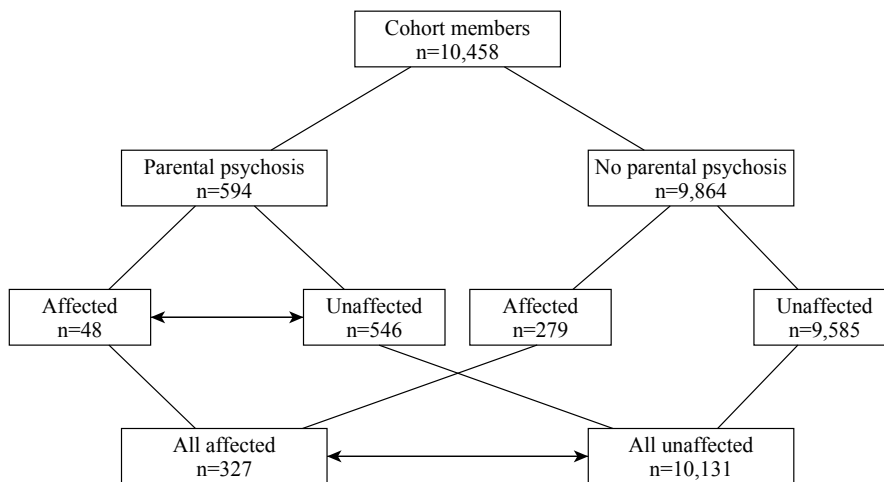 Cohort members
n=10,458
Parental psychosis
n=594
No parental psychosis
n=9,864
Affected
n=48
Unaffected
n=546
Affected
n=279
Unaffected
n=9,585
All affected
n=327
All unaffected
n=10,131